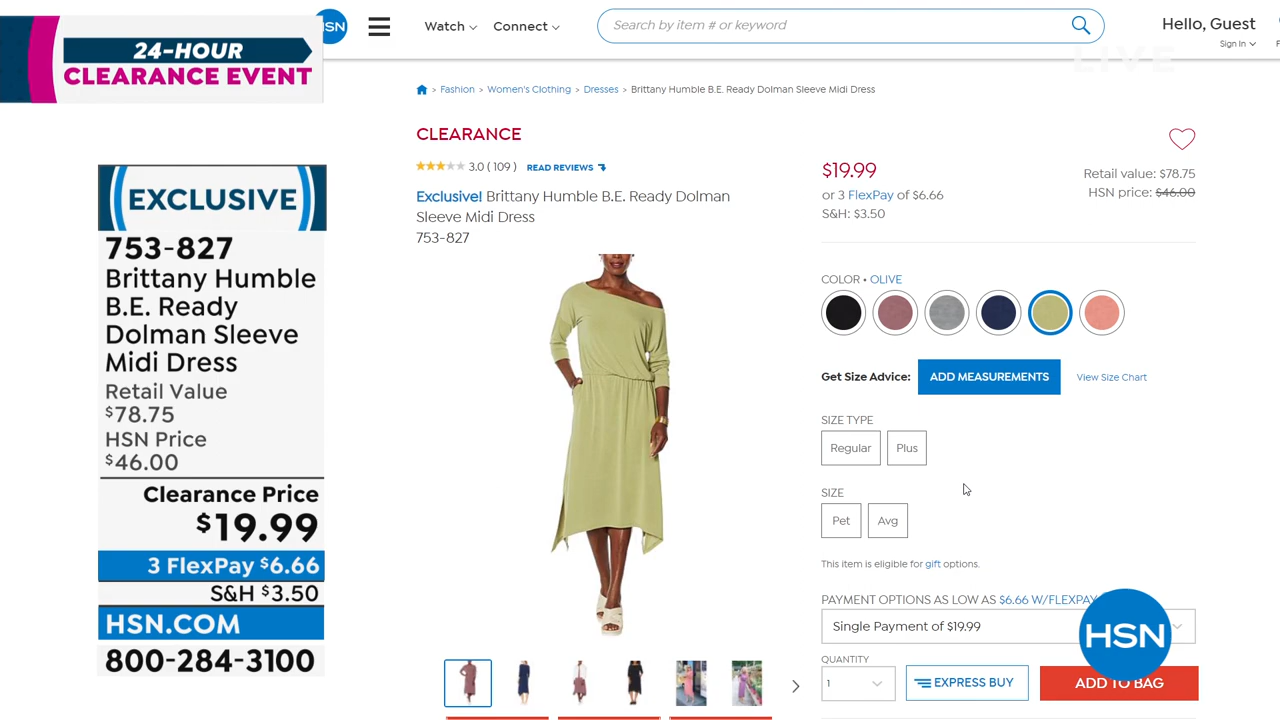 24-HOUR
CLEARANCE EVENT
HSN
Watch
Connect
Search by item # or keyword
Hello, Guest
Sign In
LIVE
Fashion > Women's Clothing > Dresses > Brittany Humble B.E. Ready Dolman Sleeve Midi Dress
EXCLUSIVE
753-827
Brittany Humble
B.E. Ready
Dolman Sleeve
Midi Dress
Retail Value
$78.75
HSN Price
$46.00
Clearance Price
$19.99
3 FlexPay $6.66
S&H $3.50
HSN.COM
800-284-3100
CLEARANCE
3.0 ( 109 ) READ REVIEWS
Exclusive! Brittany Humble B.E. Ready Dolman
Sleeve Midi Dress
753-827
$19.99
or 3 FlexPay of $6.66
S&H: $3.50
Retail value: $78.75
HSN price: $46.00
COLOR • OLIVE
Get Size Advice: ADD MEASUREMENTS View Size Chart
SIZE TYPE
Regular Plus
SIZE
Pet Avg
This item is eligible for gift options.
PAYMENT OPTIONS AS LOW AS $6.66 W/FLEXPAY
Single Payment of $19.99
HSN
QUANTITY
1
EXPRESS BUY
ADD TO BAG